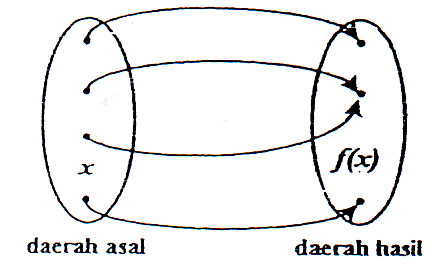 x
f(x)
daerah asal
daerah hasil